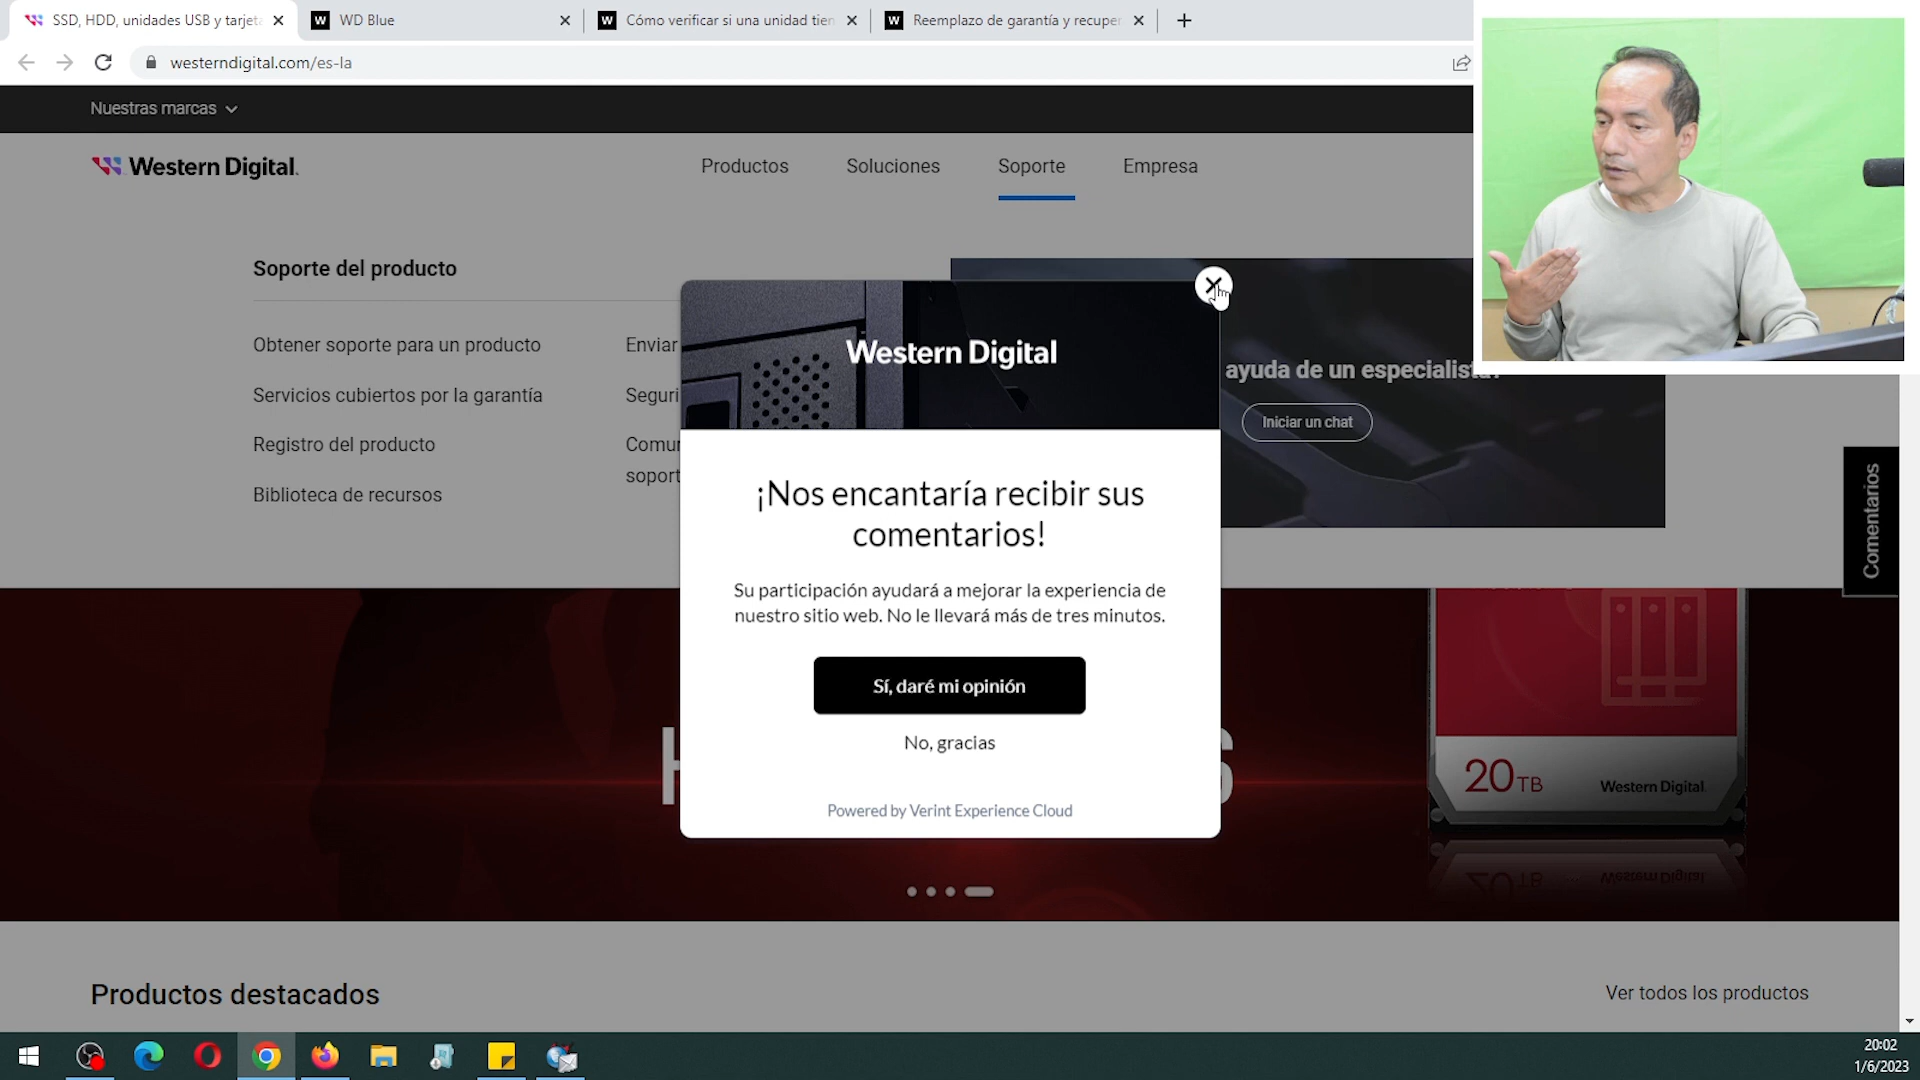 SSD, HDD, unidades USB y tarjeta
WD Blue
Cómo verificar si una unidad tien
Reemplazo de garantía y recuper
westerndigital.com/es-la
Nuestras marcas
Western Digital.
Productos
Soluciones
Soporte
Empresa
Soporte del producto
Obtener soporte para un producto
Servicios cubiertos por la garantía
Registro del producto
Biblioteca de recursos
Enviar
Seguri
Comun
soport
ayuda de un especialista?
Iniciar un chat
Comentarios
Western Digital
¡Nos encantaría recibir sus
comentarios!
Su participación ayudará a mejorar la experiencia de
nuestro sitio web. No le llevará más de tres minutos.
Sí, daré mi opinión
No, gracias
Powered by Verint Experience Cloud
20TB
Western Digital.
Productos destacados
Ver todos los productos
20:02
1/6/2023